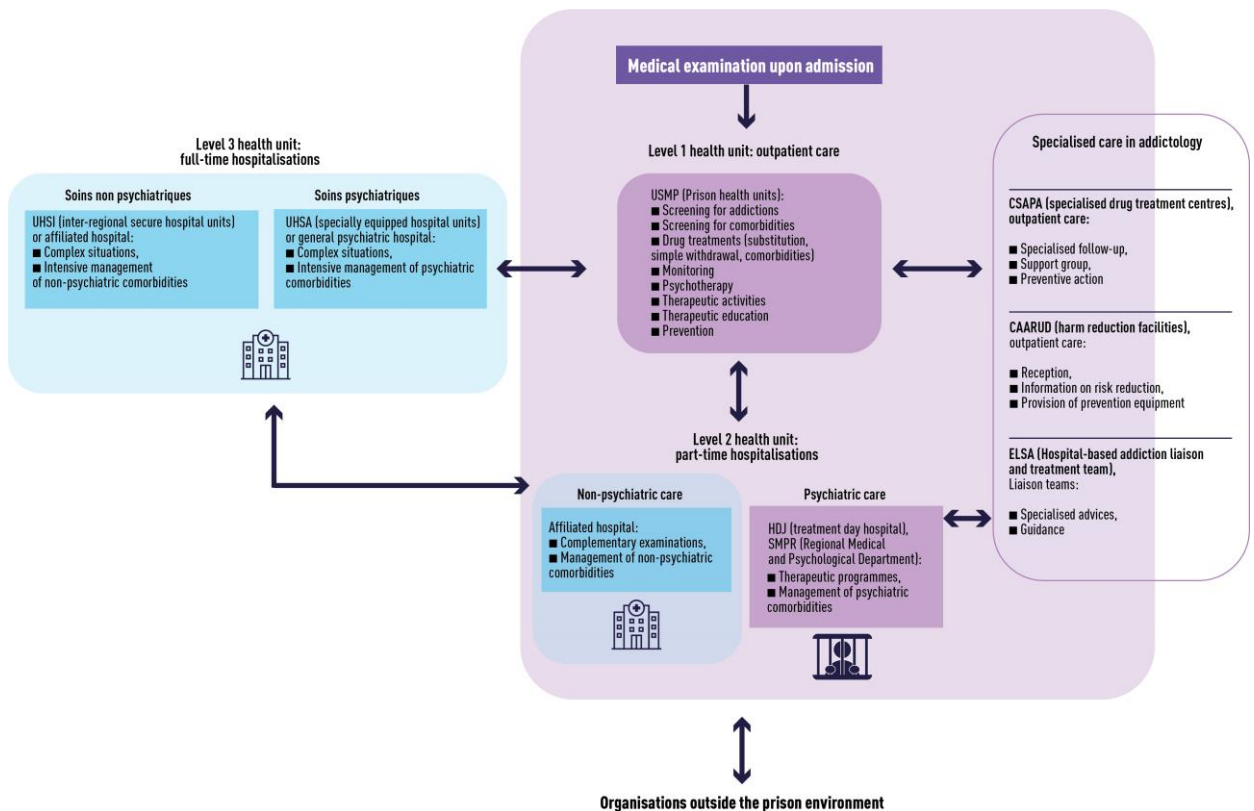 Medical examination upon admission
Level 3 health unit:
full-time hospitalisations
Soins non psychiatriques
UHSI (inter-regional secure hospital units)
or affiliated hospital:
■ Complex situations,
■ Intensive management
of non-psychiatric comorbidities
Soins psychiatriques
UHSA (specially equipped hospital units)
or general psychiatric hospital:
■ Complex situations,
■ Intensive management of psychiatric
comorbidities
Level 1 health unit: outpatient care
USMP (Prison health units):
■ Screening for addictions
■ Screening for comorbidities
■ Drug treatments (substitution,
simple withdrawal, comorbidities)
■ Monitoring
■ Psychotherapy
■ Therapeutic activities
■ Therapeutic education
■ Prevention
Specialised care in addictology
CSAPA (specialised drug treatment centres),
outpatient care:
■ Specialised follow-up,
■ Support group,
■ Preventive action
CAARUD (harm reduction facilities),
outpatient care:
■ Reception,
■ Information on risk reduction,
■ Provision of prevention equipment
ELSA (Hospital-based addiction liaison
and treatment team),
Liaison teams:
■ Specialised advices,
■ Guidance
Level 2 health unit:
part-time hospitalisations
Non-psychiatric care
Affiliated hospital:
■ Complementary examinations,
■ Management of non-psychiatric
comorbidities
Psychiatric care
HDJ (treatment day hospital),
SMPR (Regional Medical
and Psychological Department):
■ Therapeutic programmes,
■ Management of psychiatric
comorbidities
Organisations outside the prison environment